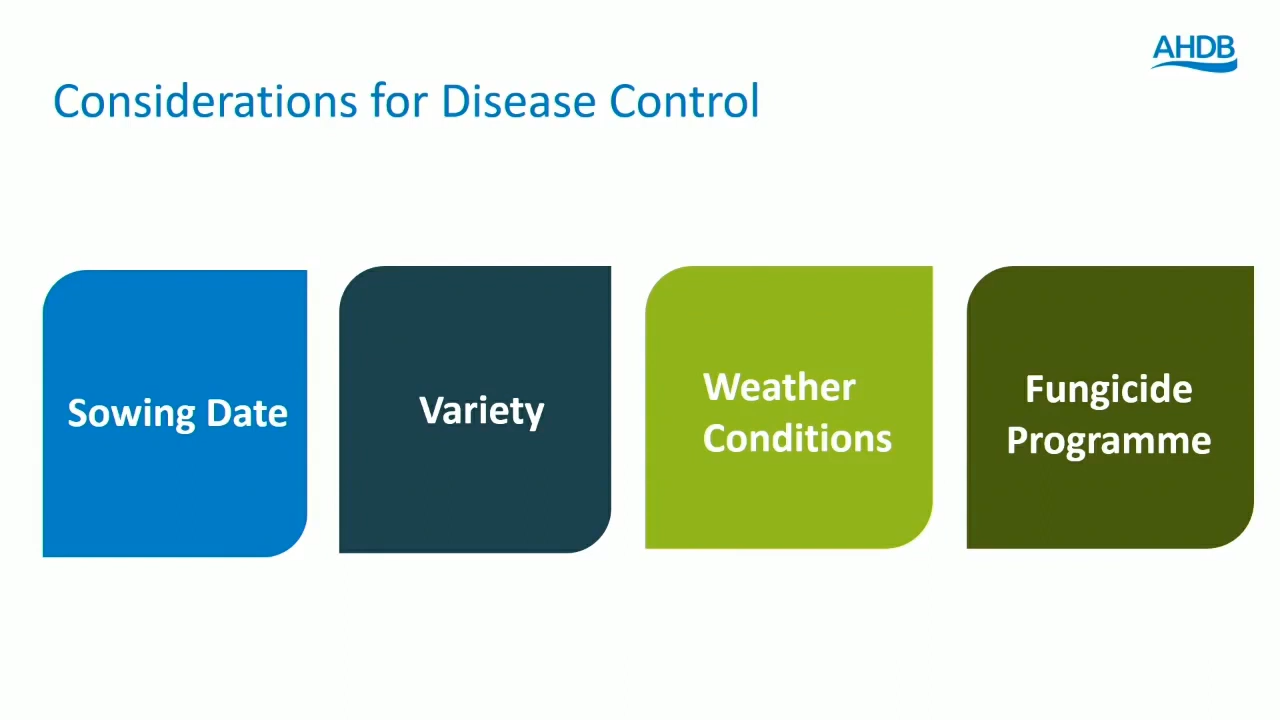 AHDB
Considerations for Disease Control
Sowing Date
Variety
Weather
Conditions
Fungicide
Programme